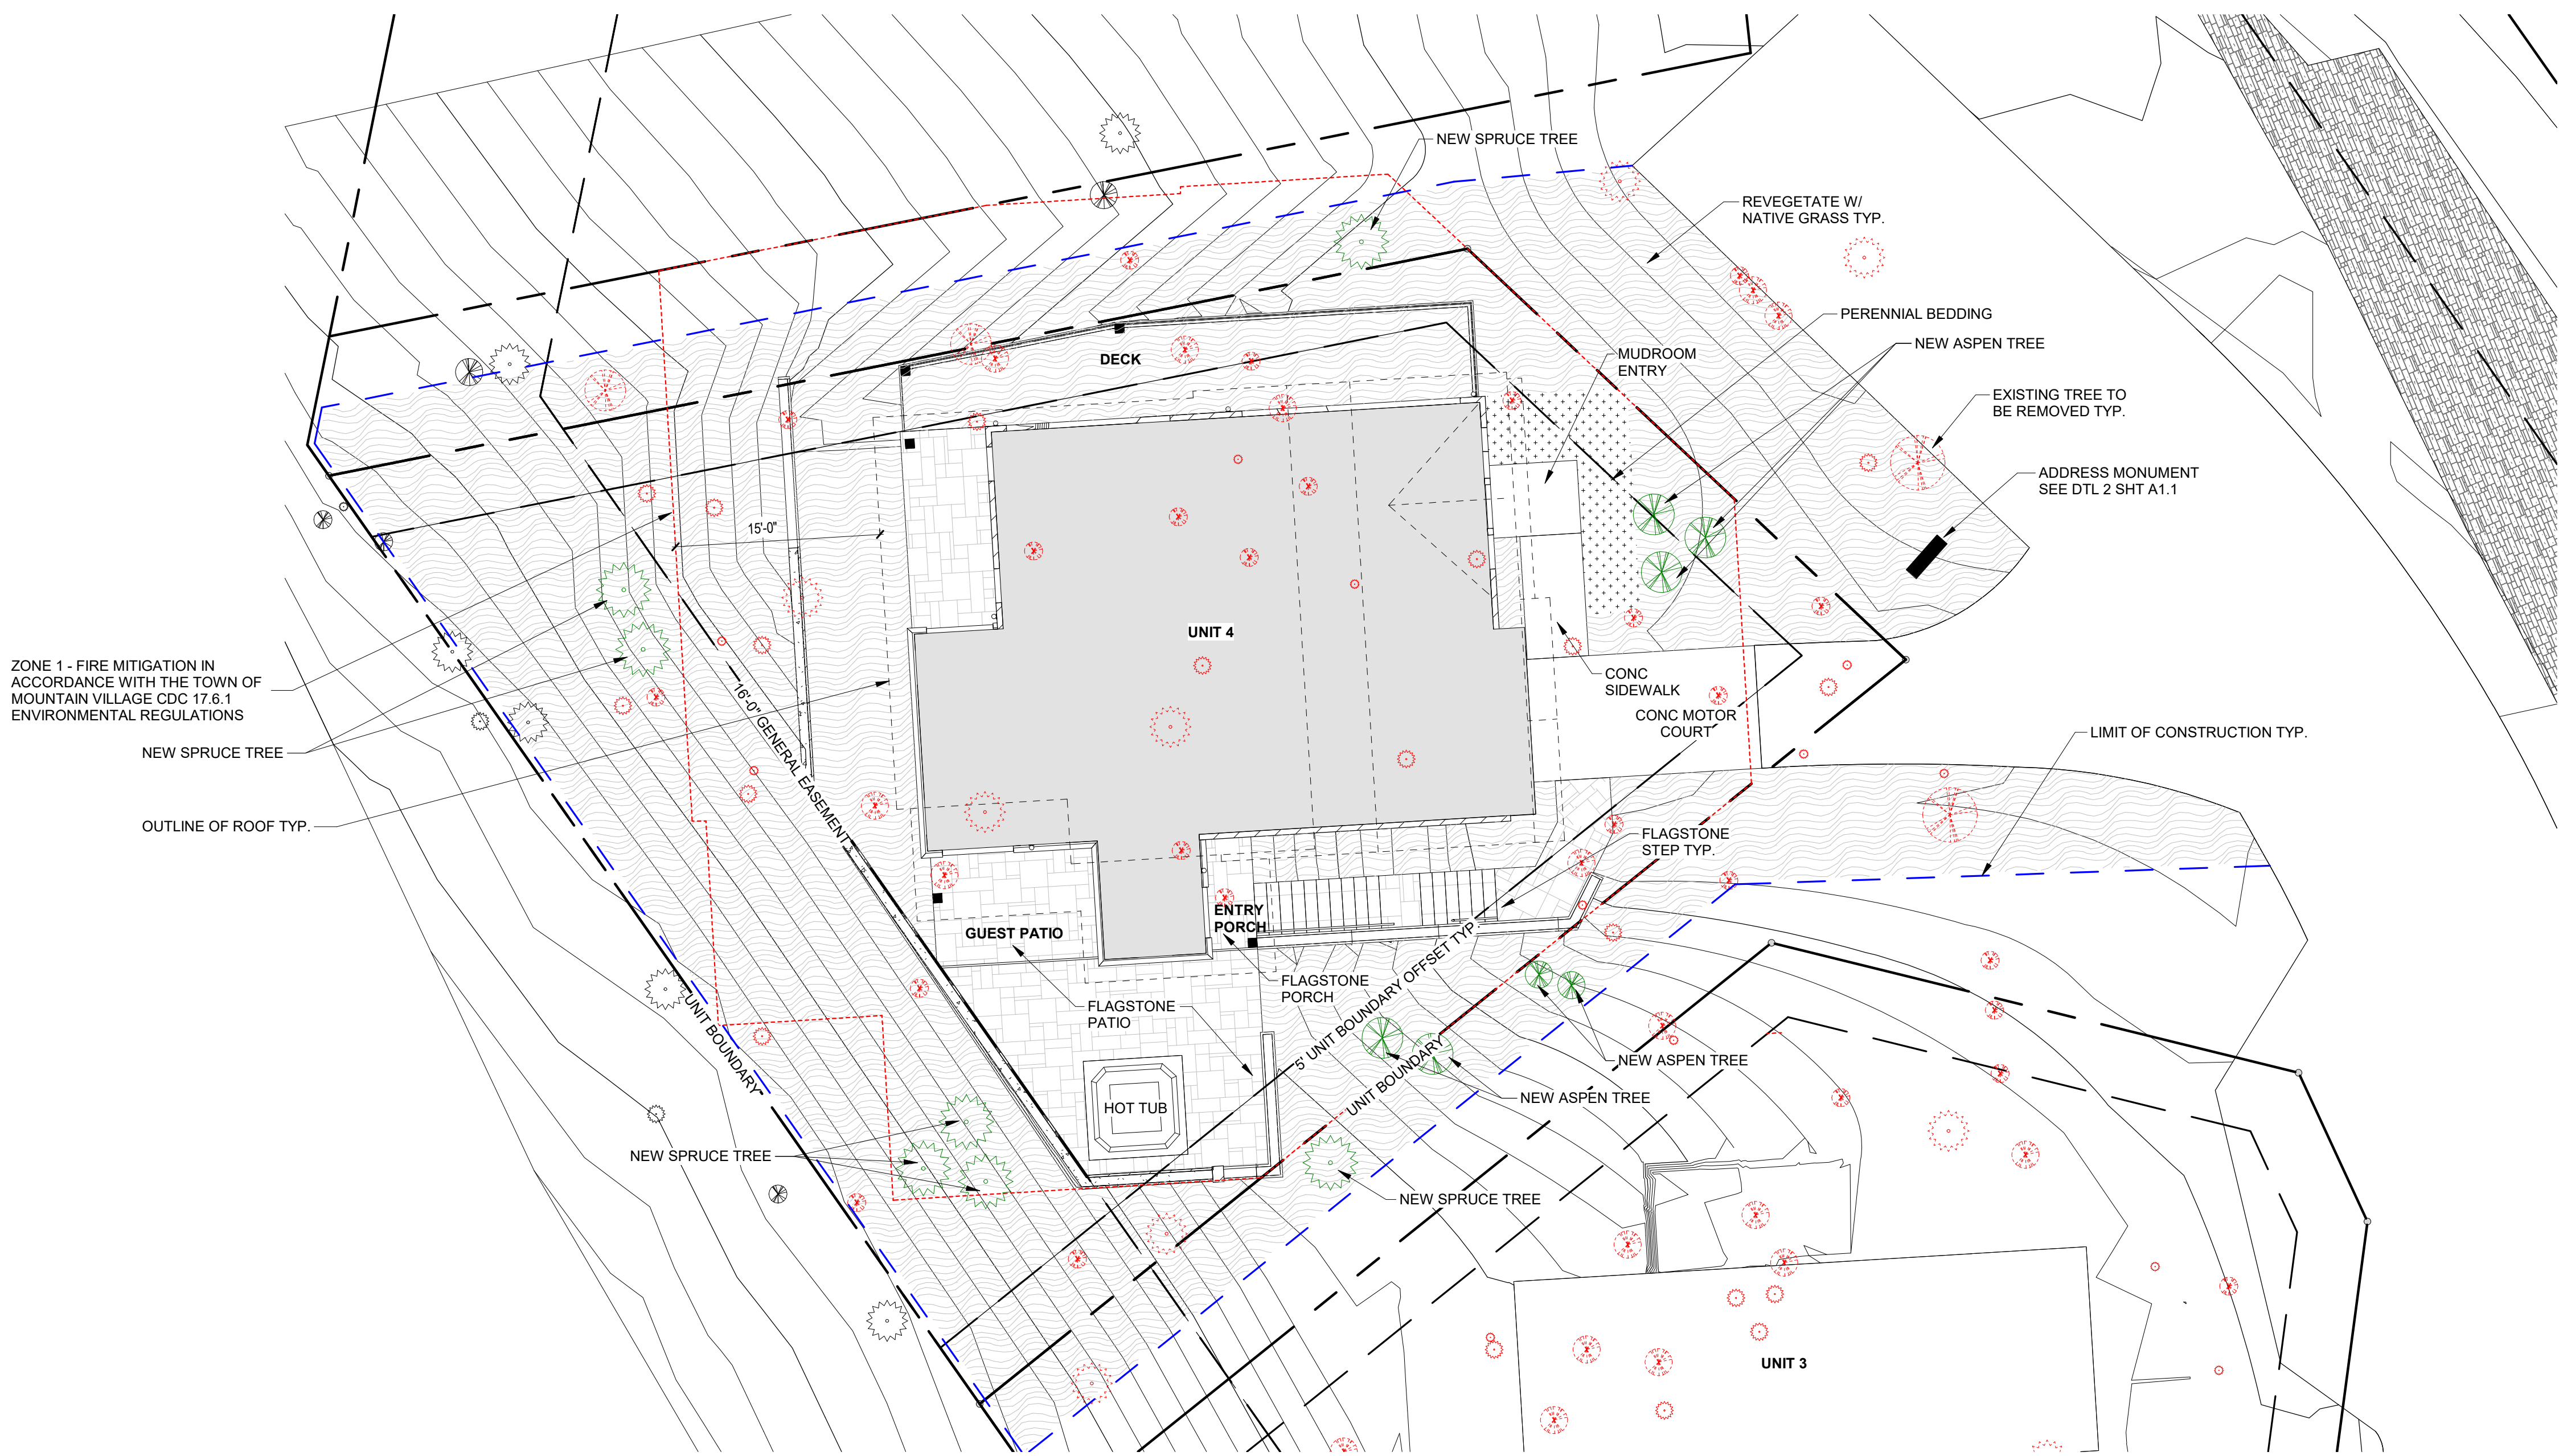 NEW SPRUCE TREE
REVEGETATE W/
NATIVE GRASS TYP.
PERENNIAL BEDDING
NEW ASPEN TREE
MUDROOM
ENTRY
DECK
EXISTING TREE TO
BE REMOVED TYP.
ADDRESS MONUMENT
SEE DTL 2 SHT A1.1
15'-0"
UNIT 4
ZONE 1 - FIRE MITIGATION IN
ACCORDANCE WITH THE TOWN OF
MOUNTAIN VILLAGE CDC 17.6.1
ENVIRONMENTAL REGULATIONS
CONC
SIDEWALK
CONC MOTOR
COURT
LIMIT OF CONSTRUCTION TYP.
NEW SPRUCE TREE
16'-0" GENERAL EASEMENT
OUTLINE OF ROOF TYP.
FLAGSTONE
STEP TYP.
ENTRY
PORCH
GUEST PATIO
5' UNIT BOUNDARY OFFSET TYP.
FLAGSTONE
PORCH
FLAGSTONE
PATIO
UNIT BOUNDARY
UNIT BOUNDARY
NEW ASPEN TREE
NEW ASPEN TREE
HOT TUB
NEW SPRUCE TREE
NEW SPRUCE TREE
UNIT 3